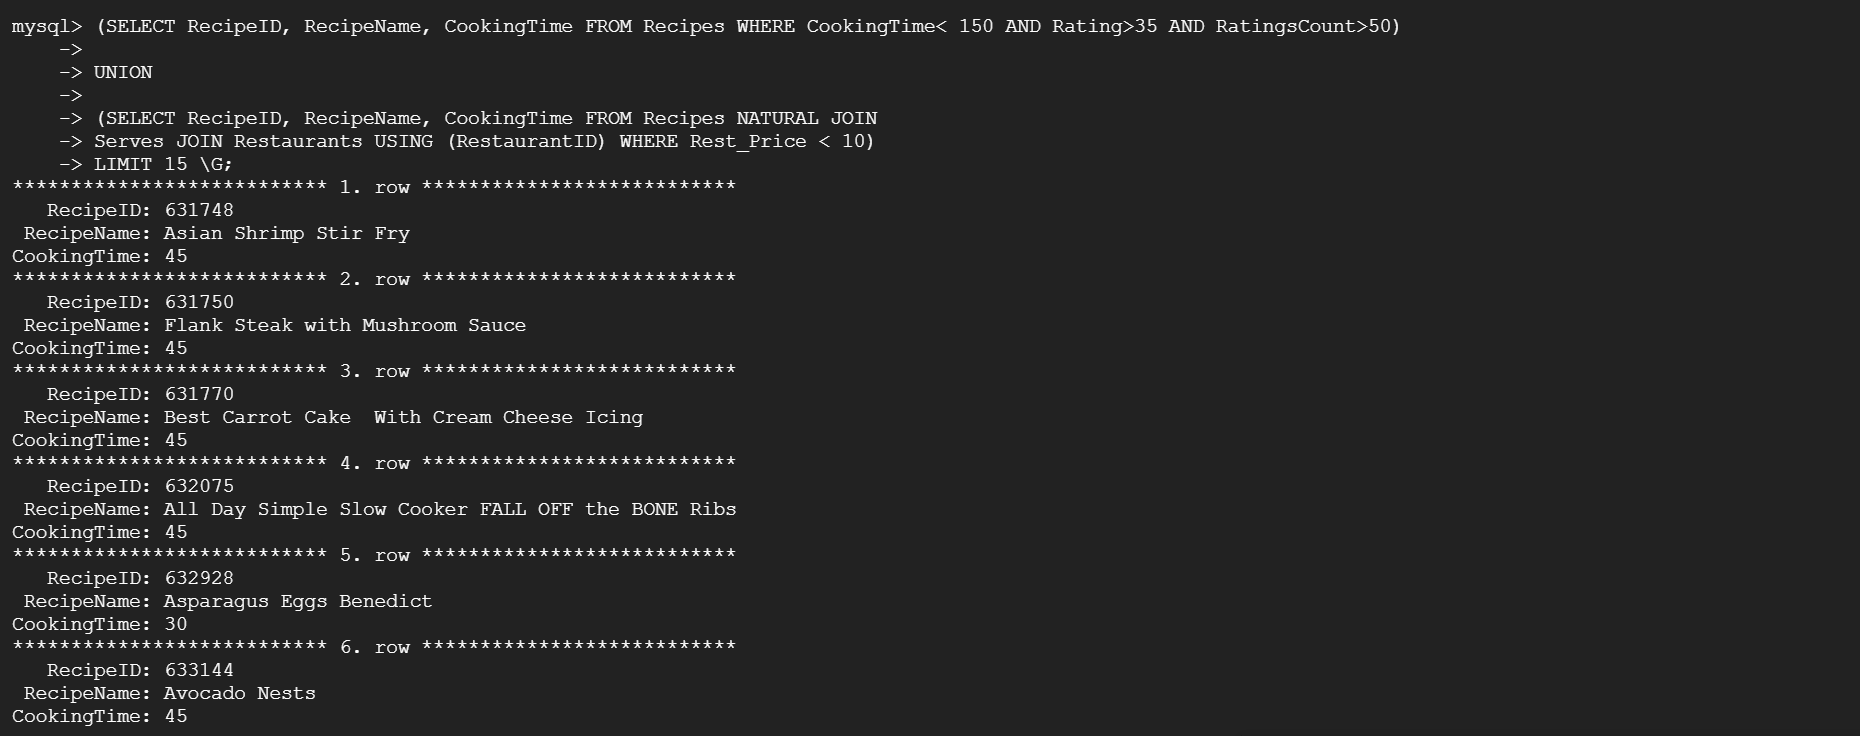 mysql> (SELECT RecipeID, RecipeName, CookingTime FROM Recipes WHERE CookingTime< 150 AND Rating>35 AND RatingsCount>50)
    ->
    -> UNION
    ->
    -> (SELECT RecipeID, RecipeName, CookingTime FROM Recipes NATURAL JOIN
    -> Serves JOIN Restaurants USING (RestaurantID) WHERE Rest_Price < 10)
    -> LIMIT 15 \G;
*************************** 1. row ***************************
   RecipeID: 631748
 RecipeName: Asian Shrimp Stir Fry
CookingTime: 45
*************************** 2. row ***************************
   RecipeID: 631750
 RecipeName: Flank Steak with Mushroom Sauce
CookingTime: 45
*************************** 3. row ***************************
   RecipeID: 631770
 RecipeName: Best Carrot Cake  With Cream Cheese Icing
CookingTime: 45
*************************** 4. row ***************************
   RecipeID: 632075
 RecipeName: All Day Simple Slow Cooker FALL OFF the BONE Ribs
CookingTime: 45
*************************** 5. row ***************************
   RecipeID: 632928
 RecipeName: Asparagus Eggs Benedict
CookingTime: 30
*************************** 6. row ***************************
   RecipeID: 633144
 RecipeName: Avocado Nests
CookingTime: 45